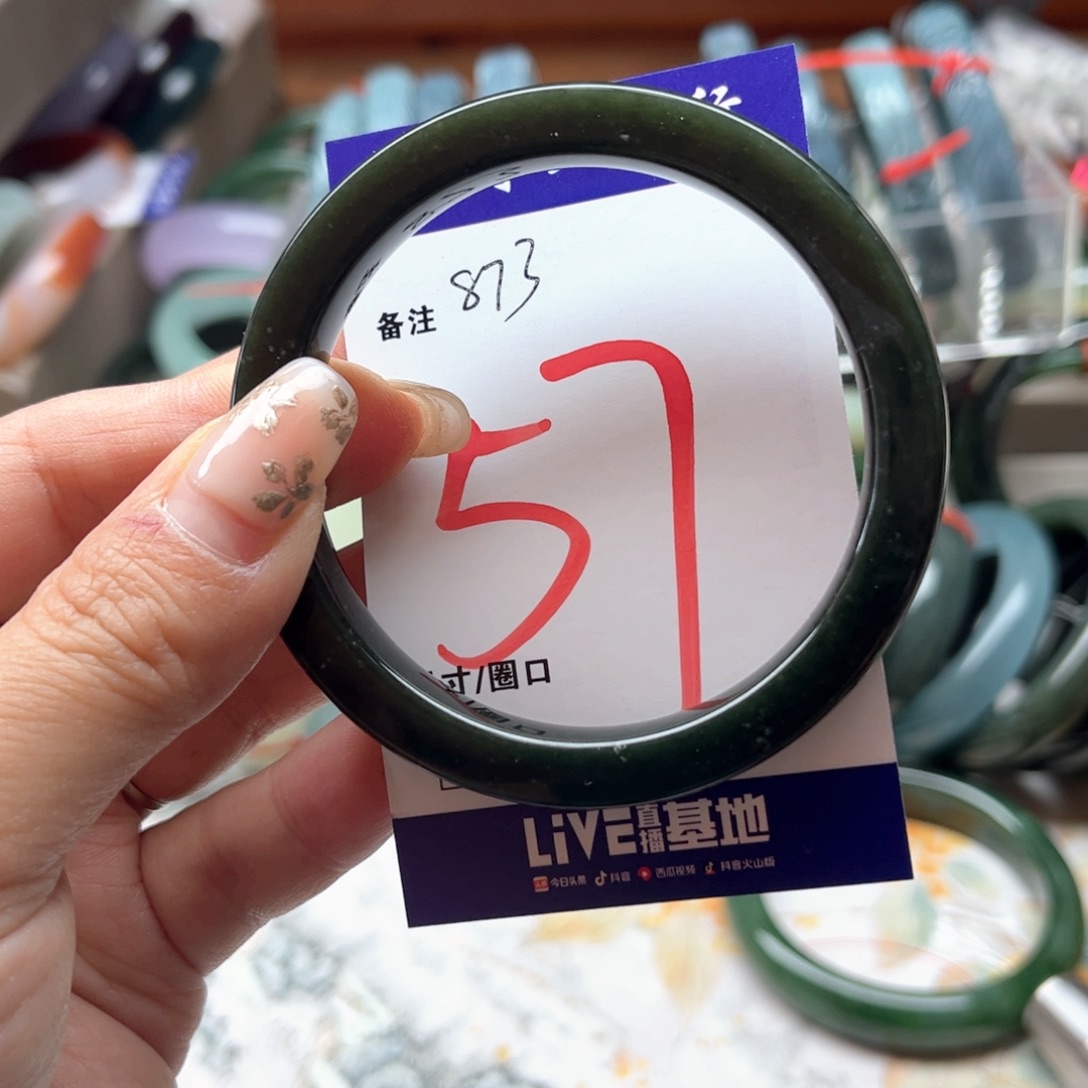 备注 873
57
寸/圈口
LiVE直播基地
今日头条 抖音 西瓜视频 抖音火山版